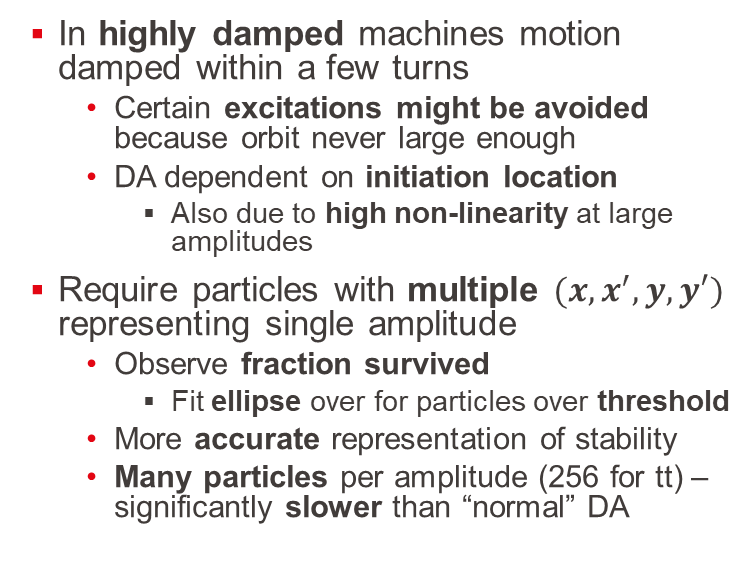 ▪ In highly damped machines motion
damped within a few turns
• Certain excitations might be avoided
because orbit never large enough
• DA dependent on initiation location
▪ Also due to high non-linearity at large
amplitudes
▪ Require particles with multiple (x, x′, y, y′)
representing single amplitude
• Observe fraction survived
▪ Fit ellipse over for particles over threshold
• More accurate representation of stability
• Many particles per amplitude (256 for tt) –
significantly slower than “normal” DA